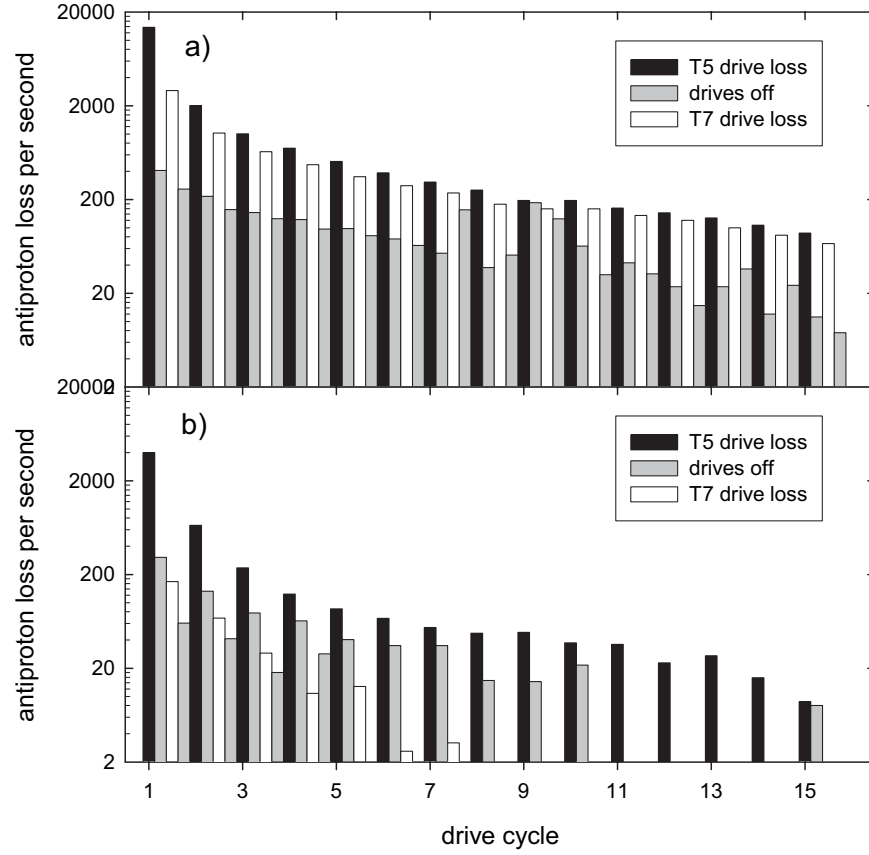 20000
2000
200
20
2
antiproton loss per second
a)
T5 drive loss
drives off
T7 drive loss
20000
2000
200
20
2
antiproton loss per second
b)
T5 drive loss
drives off
T7 drive loss
1 3 5 7 9 11 13 15
drive cycle